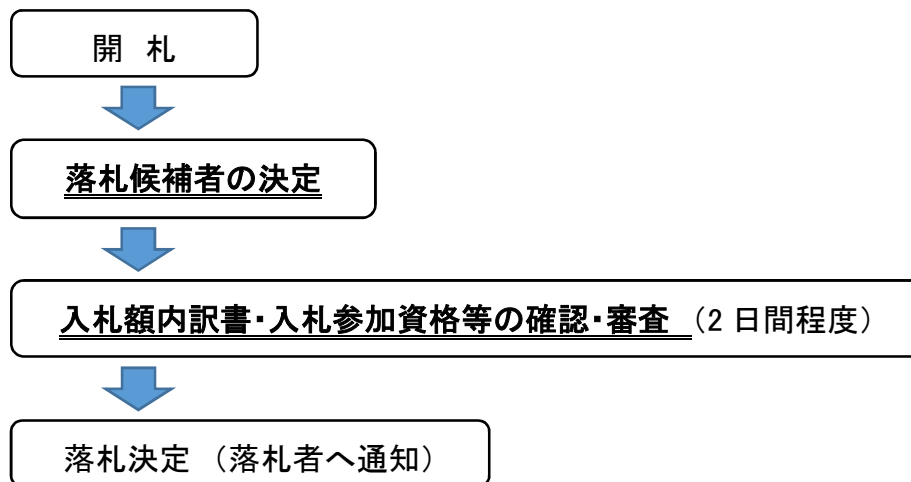 開 札
落札候補者の決定
入札額内訳書・入札参加資格等の確認・審査 （2 日間程度）
落札決定 （落札者へ通知）